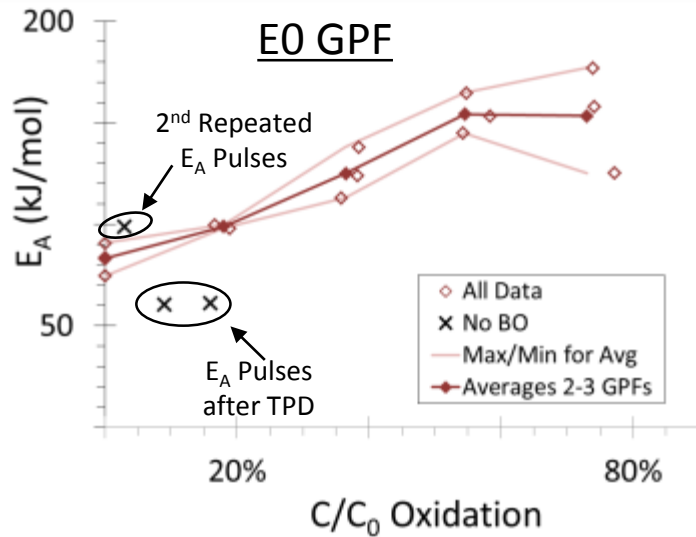 200
E0 GPF
2nd Repeated
EA Pulses
EA (kJ/mol)
50
EA Pulses
after TPD
All Data
No BO
Max/Min for Avg
Averages 2-3 GPFs
20%
80%
C/C0 Oxidation